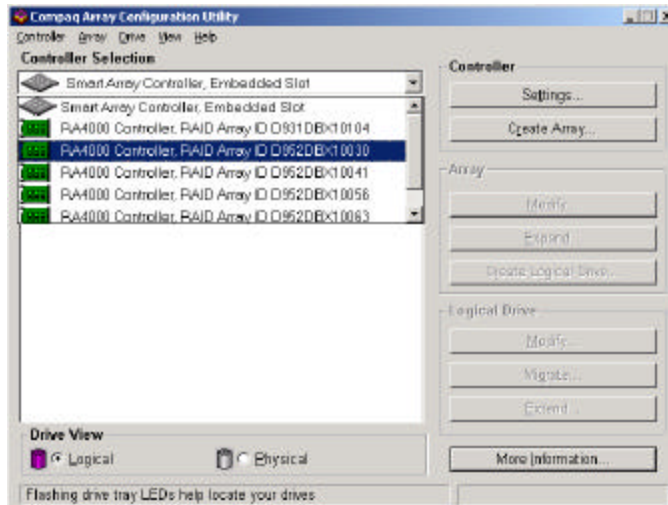 Compaq Array Configuration Utility
Controller Array Drive View Help
Controller Selection
Smart Array Controller, Embedded Slot
Smart Array Controller, Embedded Slot
RA4000 Controller, RAID Array ID D931DBX10104
RA4000 Controller, RAID Array ID D952DBX10030
RA4000 Controller, RAID Array ID D952DBX10041
RA4000 Controller, RAID Array ID D952DBX10056
RA4000 Controller, RAID Array ID D952DBX10063
Controller
Settings...
Create Array...
Array
Modify...
Expand...
Create Logical Drive...
Logical Drive
Modify...
Migrate...
Extend...
Drive View
Logical
Physical
More Information...
Flashing drive tray LEDs help locate your drives